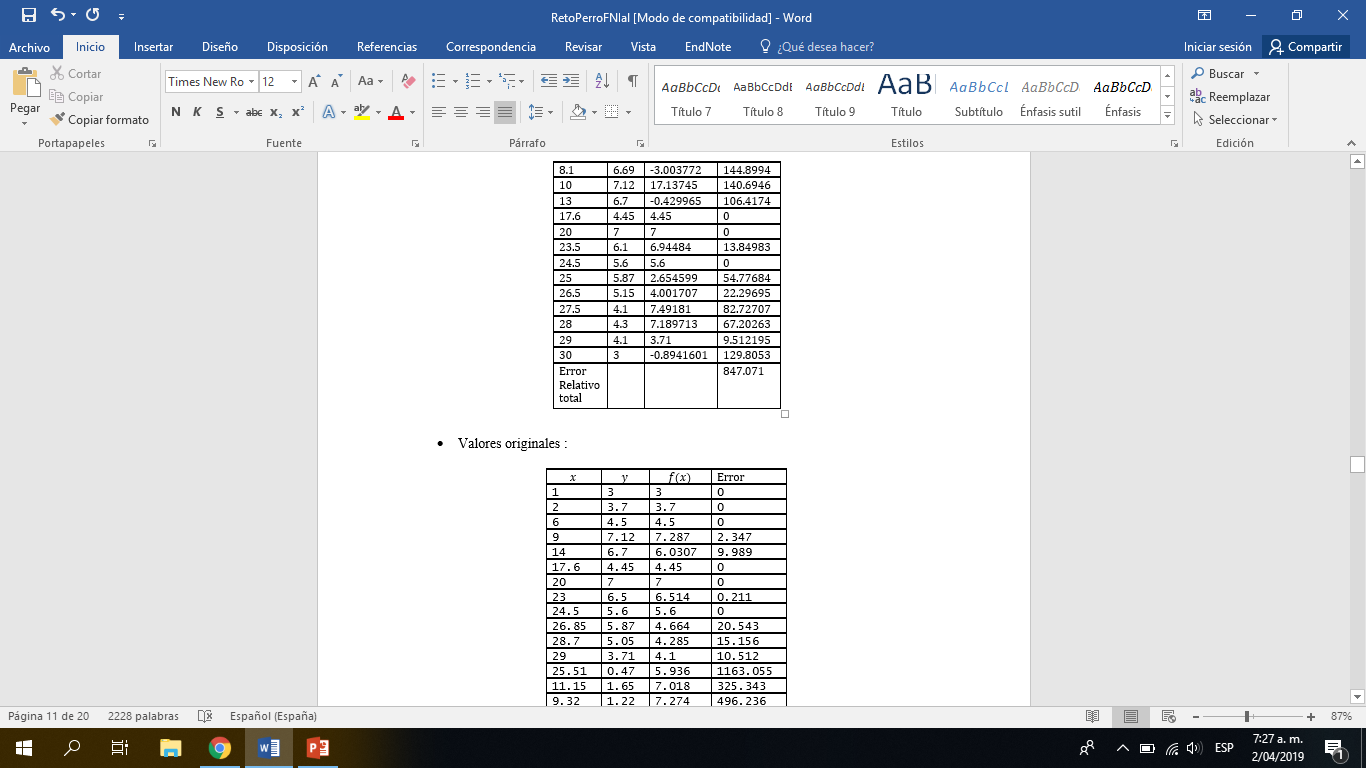 RetoPerroFNIal [Modo de compatibilidad] - Word
Archivo Inicio Insertar Diseño Disposición Referencias Correspondencia Revisar Vista EndNote ¿Qué desea hacer? Iniciar sesión Compartir
Pegar
Cortar
Copiar
Copiar formato
Portapapeles
Times New Ro 12
N K S abc x₂ x²
Fuente
Párrafo
AaBbCcDc AaBbCcDdE AaBbCcDdE AaB AaBbCcL AaBbCcD AaBbCcD
Título 7 Título 8 Título 9 Título Subtítulo Énfasis sutil Énfasis
Estilos
Buscar
Reemplazar
Seleccionar
Edición
8.1 6.69 -3.003772 144.8994
10 7.12 17.13745 140.6946
13 6.7 -0.429965 106.4174
17.6 4.45 4.45 0
20 7 7 0
23.5 6.1 6.94484 13.84983
24.5 5.6 5.6 0
25 5.87 2.654599 54.77684
26.5 5.15 4.001707 22.29695
27.5 4.1 7.49181 82.72707
28 4.3 7.189713 67.20263
29 4.1 3.71 9.512195
30 3 -0.8941601 129.8053
Error 847.071
Relativo
total
• Valores originales :
x y f(x) Error
1 3 3 0
2 3.7 3.7 0
6 4.5 4.5 0
9 7.12 7.287 2.347
14 6.7 6.0307 9.989
17.6 4.45 4.45 0
20 7 7 0
23 6.5 6.514 0.211
24.5 5.6 5.6 0
26.85 5.87 4.664 20.543
28.7 5.05 4.285 15.156
29 3.71 4.1 10.512
25.51 0.47 5.936 1163.055
11.15 1.65 7.018 325.343
9.32 1.22 7.274 496.236
Página 11 de 20 2228 palabras Español (España) 87%
ESP
7:27 a. m.
2/04/2019
1